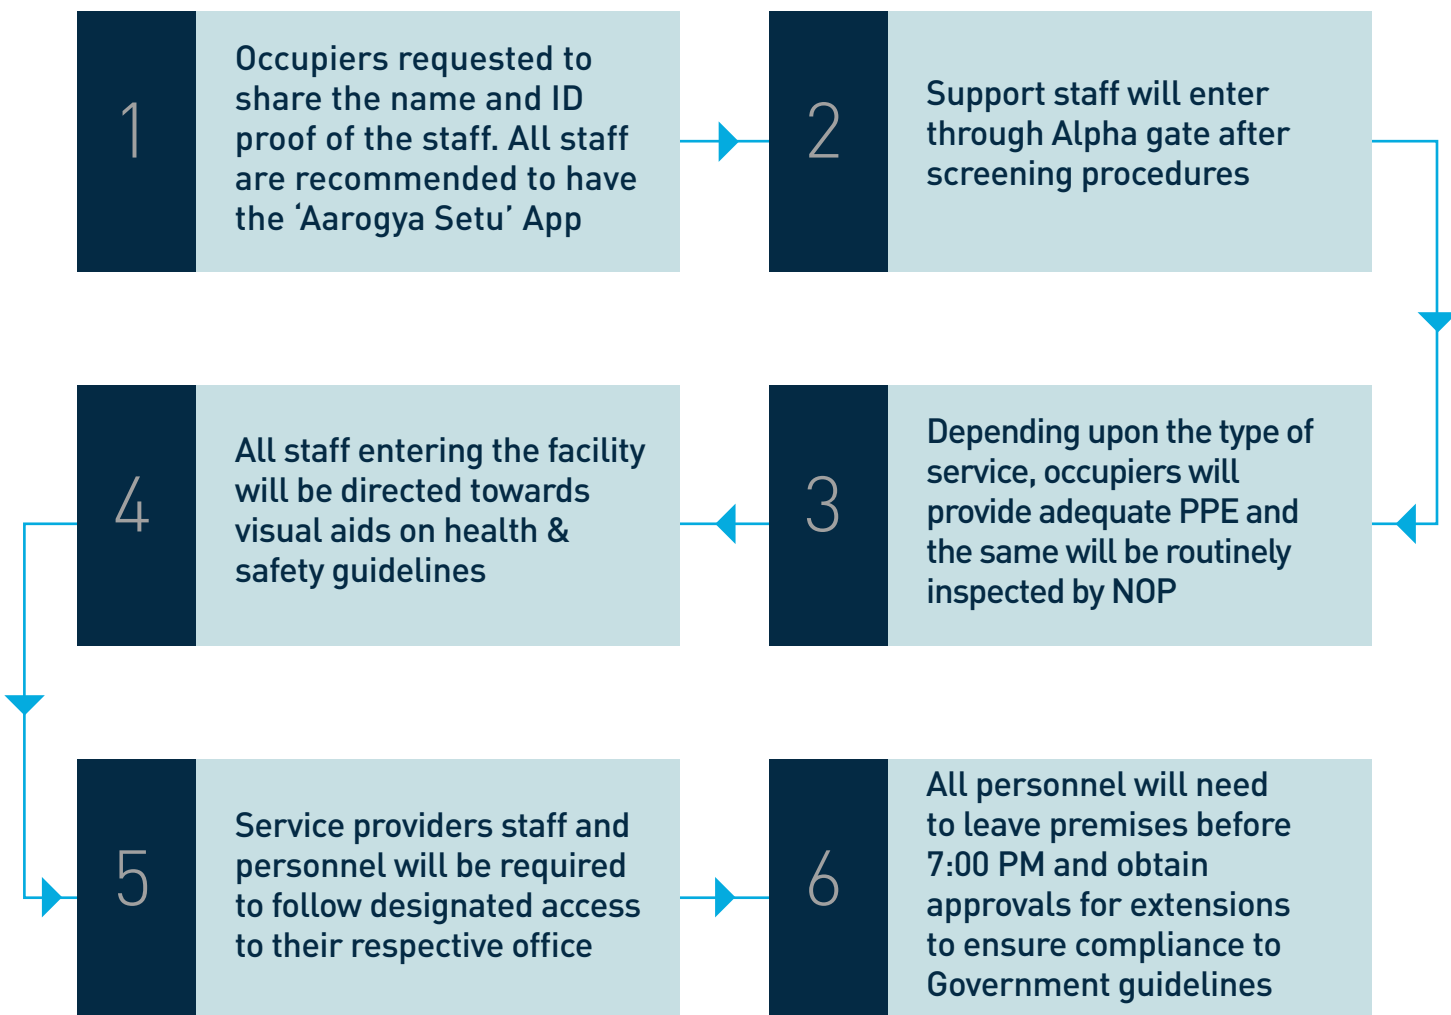 1
Occupiers requested to
share the name and ID
proof of the staff. All staff
are recommended to have
the ‘Aarogya Setu’ App
2
Support staff will enter
through Alpha gate after
screening procedures
3
Depending upon the type of
service, occupiers will
provide adequate PPE and
the same will be routinely
inspected by NOP
4
All staff entering the facility
will be directed towards
visual aids on health &
safety guidelines
5
Service providers staff and
personnel will be required
to follow designated access
to their respective office
6
All personnel will need
to leave premises before
7:00 PM and obtain
approvals for extensions
to ensure compliance to
Government guidelines